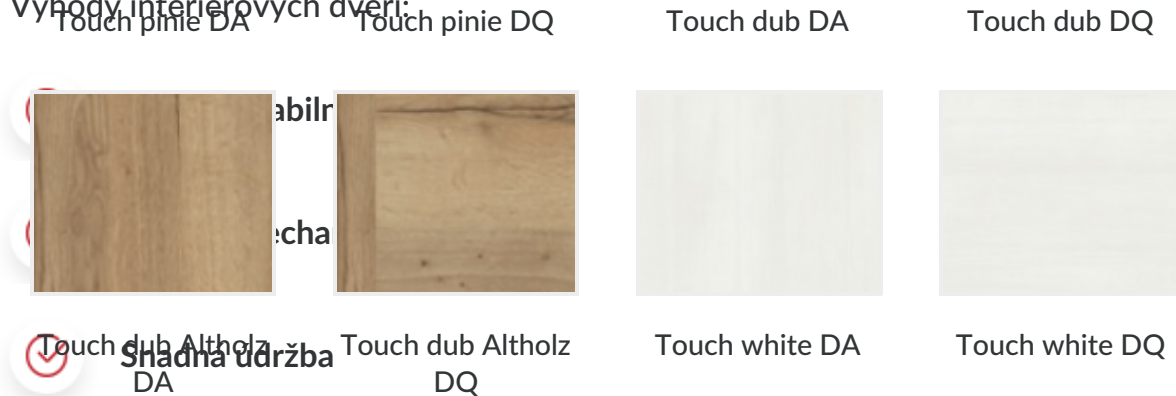 Výhody interiérových dveří:
Touch pinie DA
Touch pinie DQ
Touch dub DA
Touch dub DQ
Touch dub Altholz
DA
Touch dub Altholz
DQ
Touch white DA
Touch white DQ
Snadná údržba